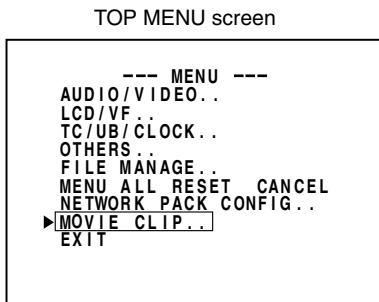 TOP MENU screen
--- MENU ---
AUDIO/VIDEO..
LCD/VF..
TC/UB/CLOCK..
OTHERS..
FILE MANAGE..
MENU ALL RESET CANCEL
NETWORK PACK CONFIG..
▶MOVIE CLIP..
EXIT